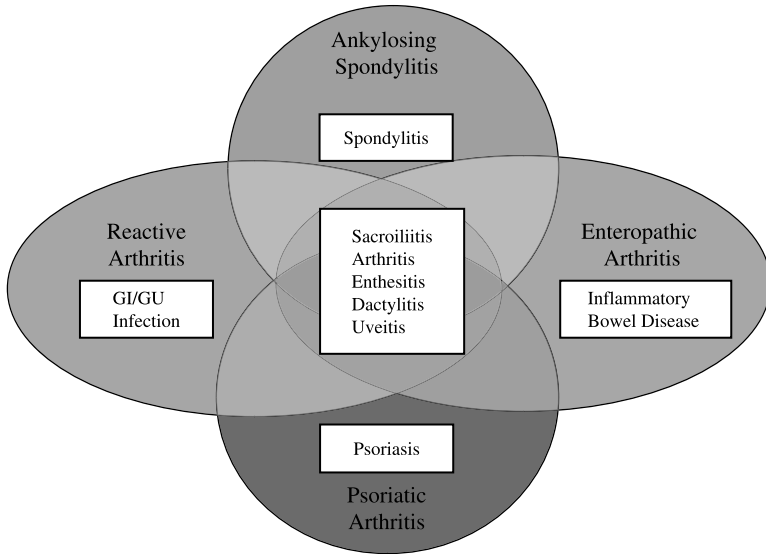 Ankylosing
Spondylitis
Spondylitis
Reactive
Arthritis
GI/GU
Infection
Sacroiliitis
Arthritis
Enthesitis
Dactylitis
Uveitis
Enteropathic
Arthritis
Inflammatory
Bowel Disease
Psoriasis
Psoriatic
Arthritis